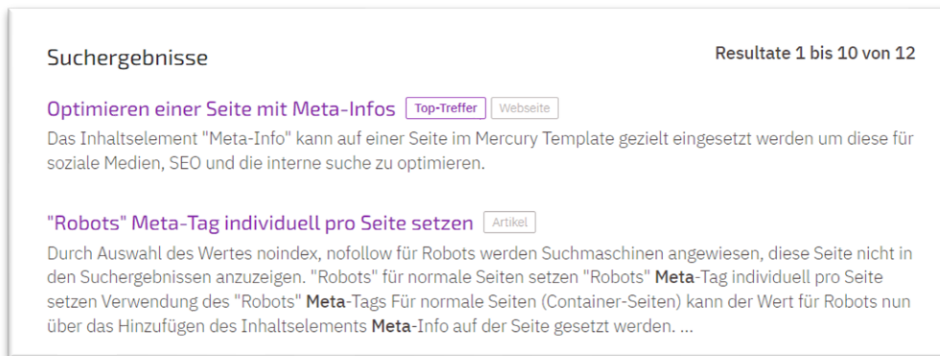 Suchergebnisse Resultate 1 bis 10 von 12
Optimieren einer Seite mit Meta-Infos Top-Treffer Webseite
Das Inhaltselement "Meta-Info" kann auf einer Seite im Mercury Template gezielt eingesetzt werden um diese für
soziale Medien, SEO und die interne suche zu optimieren.
"Robots" Meta-Tag individuell pro Seite setzen Artikel
Durch Auswahl des Wertes noindex, nofollow für Robots werden Suchmaschinen angewiesen, diese Seite nicht in
den Suchergebnissen anzuzeigen. "Robots" für normale Seiten setzen "Robots" Meta-Tag individuell pro Seite
setzen Verwendung des "Robots" Meta-Tags Für normale Seiten (Container-Seiten) kann der Wert für Robots nun
über das Hinzufügen des Inhaltselements Meta-Info auf der Seite gesetzt werden. ...